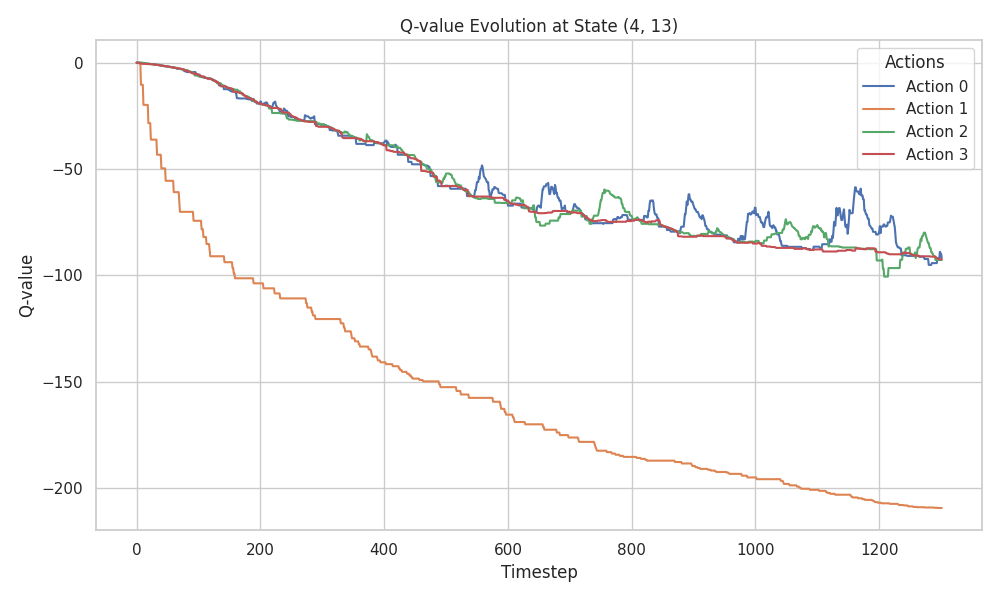 Q-value Evolution at State (4, 13)
Actions
Action 0
Action 1
Action 2
Action 3
Q-value
0
−50
−100
−150
−200
0 200 400 600 800 1000 1200
Timestep